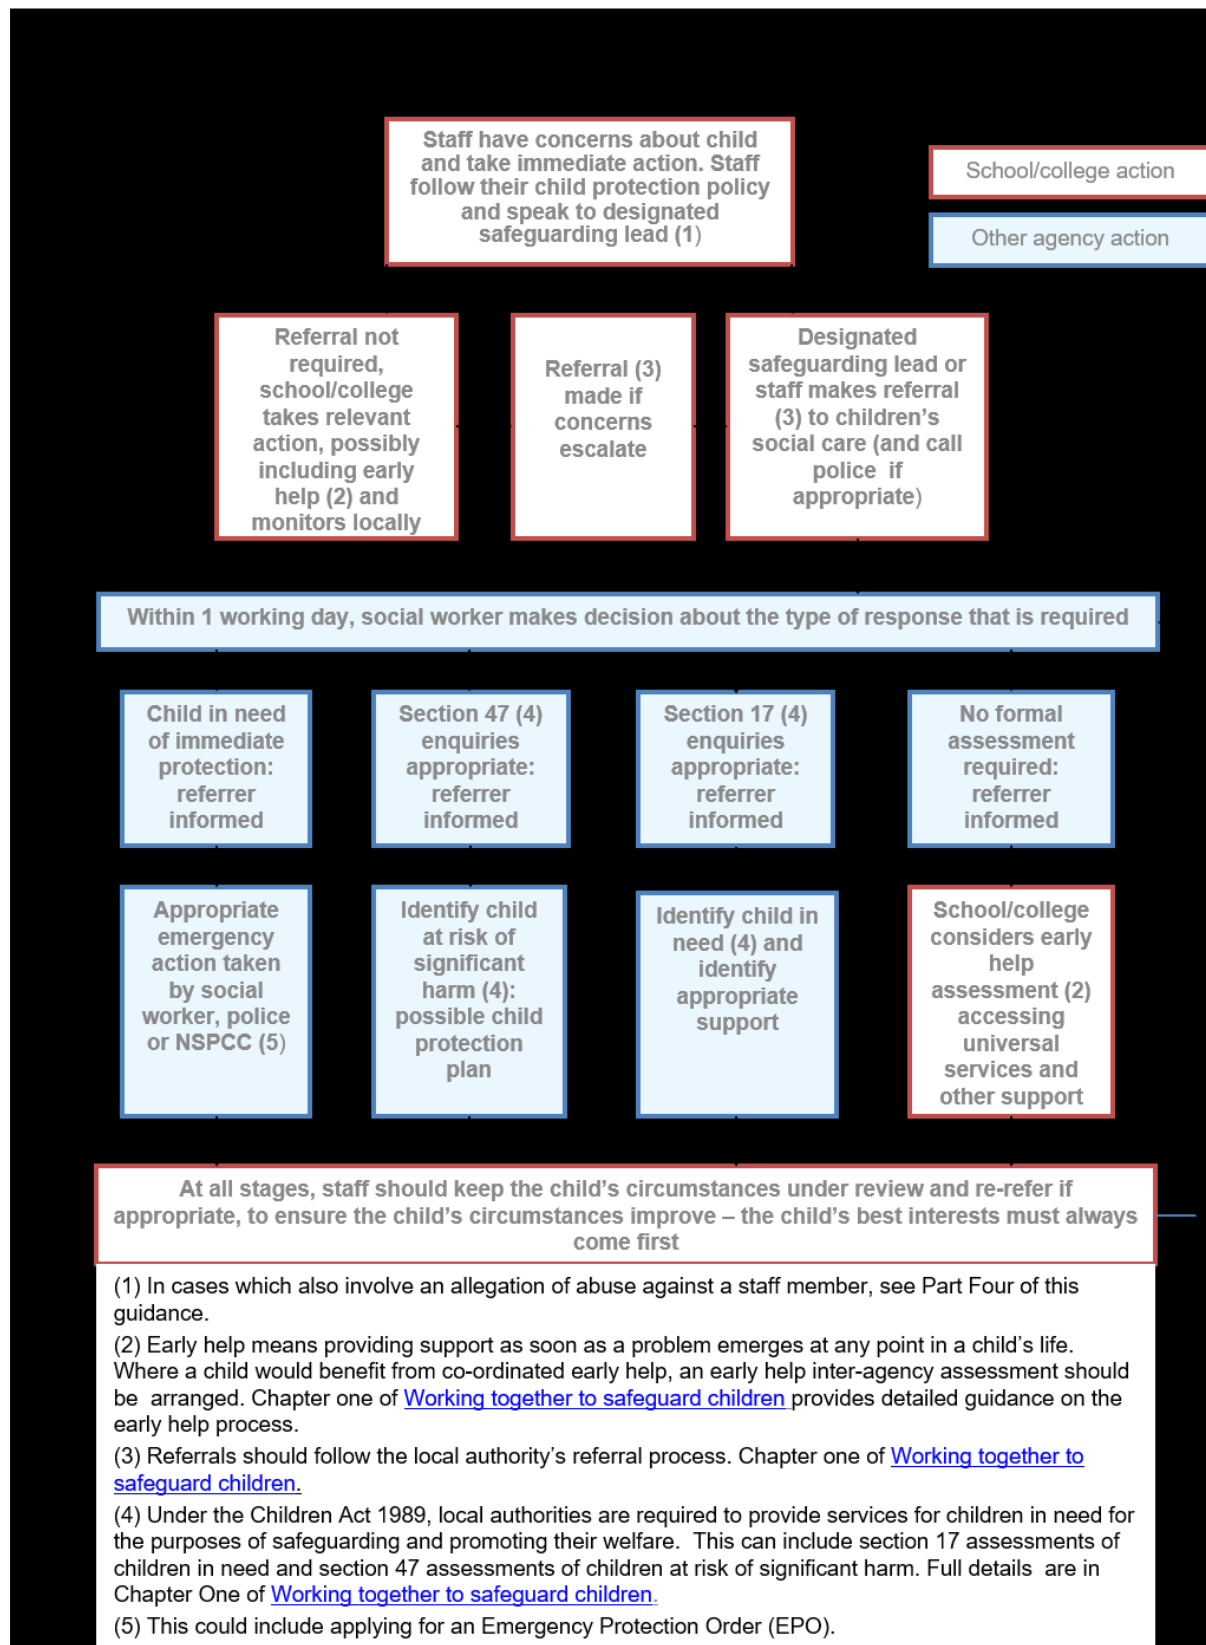 Staff have concerns about child
and take immediate action. Staff
follow their child protection policy
and speak to designated
safeguarding lead (1)
School/college action
Other agency action
Referral not
required,
school/college
takes relevant
action, possibly
including early
help (2) and
monitors locally
Referral (3)
made if
concerns
escalate
Designated
safeguarding lead or
staff makes referral
(3) to children’s
social care (and call
police if
appropriate)
Within 1 working day, social worker makes decision about the type of response that is required
Child in need
of immediate
protection:
referrer
informed
Section 47 (4)
enquiries
appropriate:
referrer
informed
Section 17 (4)
enquiries
appropriate:
referrer
informed
No formal
assessment
required:
referrer
informed
Appropriate
emergency
action taken
by social
worker, police
or NSPCC (5)
Identify child
at risk of
significant
harm (4):
possible child
protection
plan
Identify child in
need (4) and
identify
appropriate
support
School/college
considers early
help
assessment (2)
accessing
universal
services and
other support
At all stages, staff should keep the child’s circumstances under review and re-refer if
appropriate, to ensure the child’s circumstances improve – the child’s best interests must always
come first
(1) In cases which also involve an allegation of abuse against a staff member, see Part Four of this
guidance.
(2) Early help means providing support as soon as a problem emerges at any point in a child’s life.
Where a child would benefit from co-ordinated early help, an early help inter-agency assessment should
be arranged. Chapter one of Working together to safeguard children provides detailed guidance on the
early help process.
(3) Referrals should follow the local authority’s referral process. Chapter one of Working together to
safeguard children.
(4) Under the Children Act 1989, local authorities are required to provide services for children in need for
the purposes of safeguarding and promoting their welfare. This can include section 17 assessments of
children in need and section 47 assessments of children at risk of significant harm. Full details are in
Chapter One of Working together to safeguard children.
(5) This could include applying for an Emergency Protection Order (EPO).